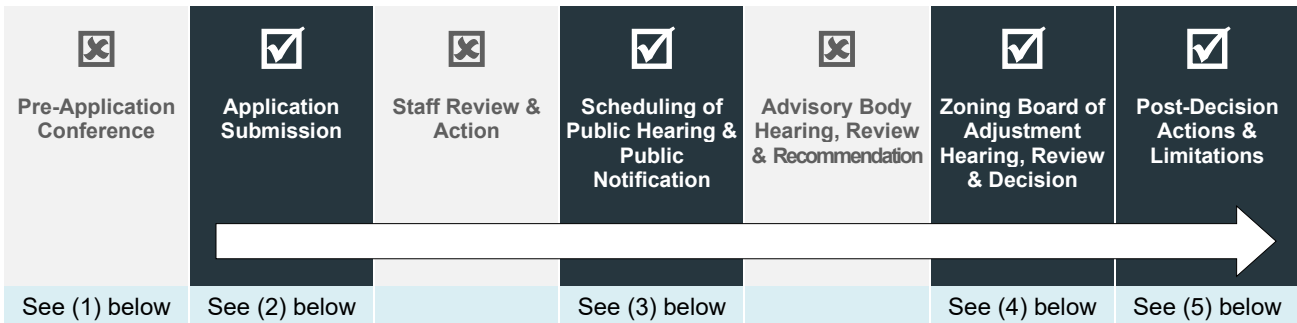 Pre-Application
Conference
Application
Submission
Staff Review &
Action
Scheduling of
Public Hearing &
Public
Notification
Advisory Body
Hearing, Review
& Recommendation
Zoning Board of
Adjustment
Hearing, Review
& Decision
Post-Decision
Actions &
Limitations
See (1) below
See (2) below
See (3) below
See (4) below
See (5) below